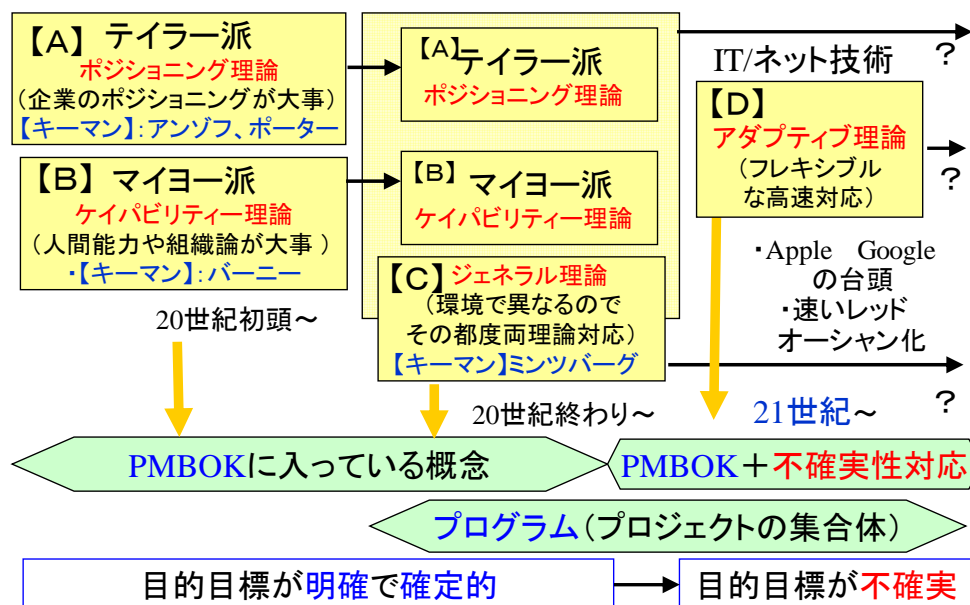 【A】 テイラー派
ポジショニング理論
(企業のポジショニングが大事)
【キーマン】:アンゾフ、ポーター
【B】 マイヨー派
ケイパビリティー理論
(人間能力や組織論が大事 )
・【キーマン】:バーニー
20世紀初頭～
【A】テイラー派
ポジショニング理論
【B】 マイヨー派
ケイパビリティー理論
【C】 ジェネラル理論
(環境で異なるので
その都度両理論対応)
【キーマン】ミンツバーグ
20世紀終わり～
?
IT/ネット技術
【D】
アダプティブ理論
(フレキシブル
な高速対応)
?
・Apple Google
の台頭
・速いレッド
オーシャン化
?
21世紀～
PMBOKに入っている概念
PMBOK＋不確実性対応
プログラム(プロジェクトの集合体)
目的目標が明確で確定的
目的目標が不確実